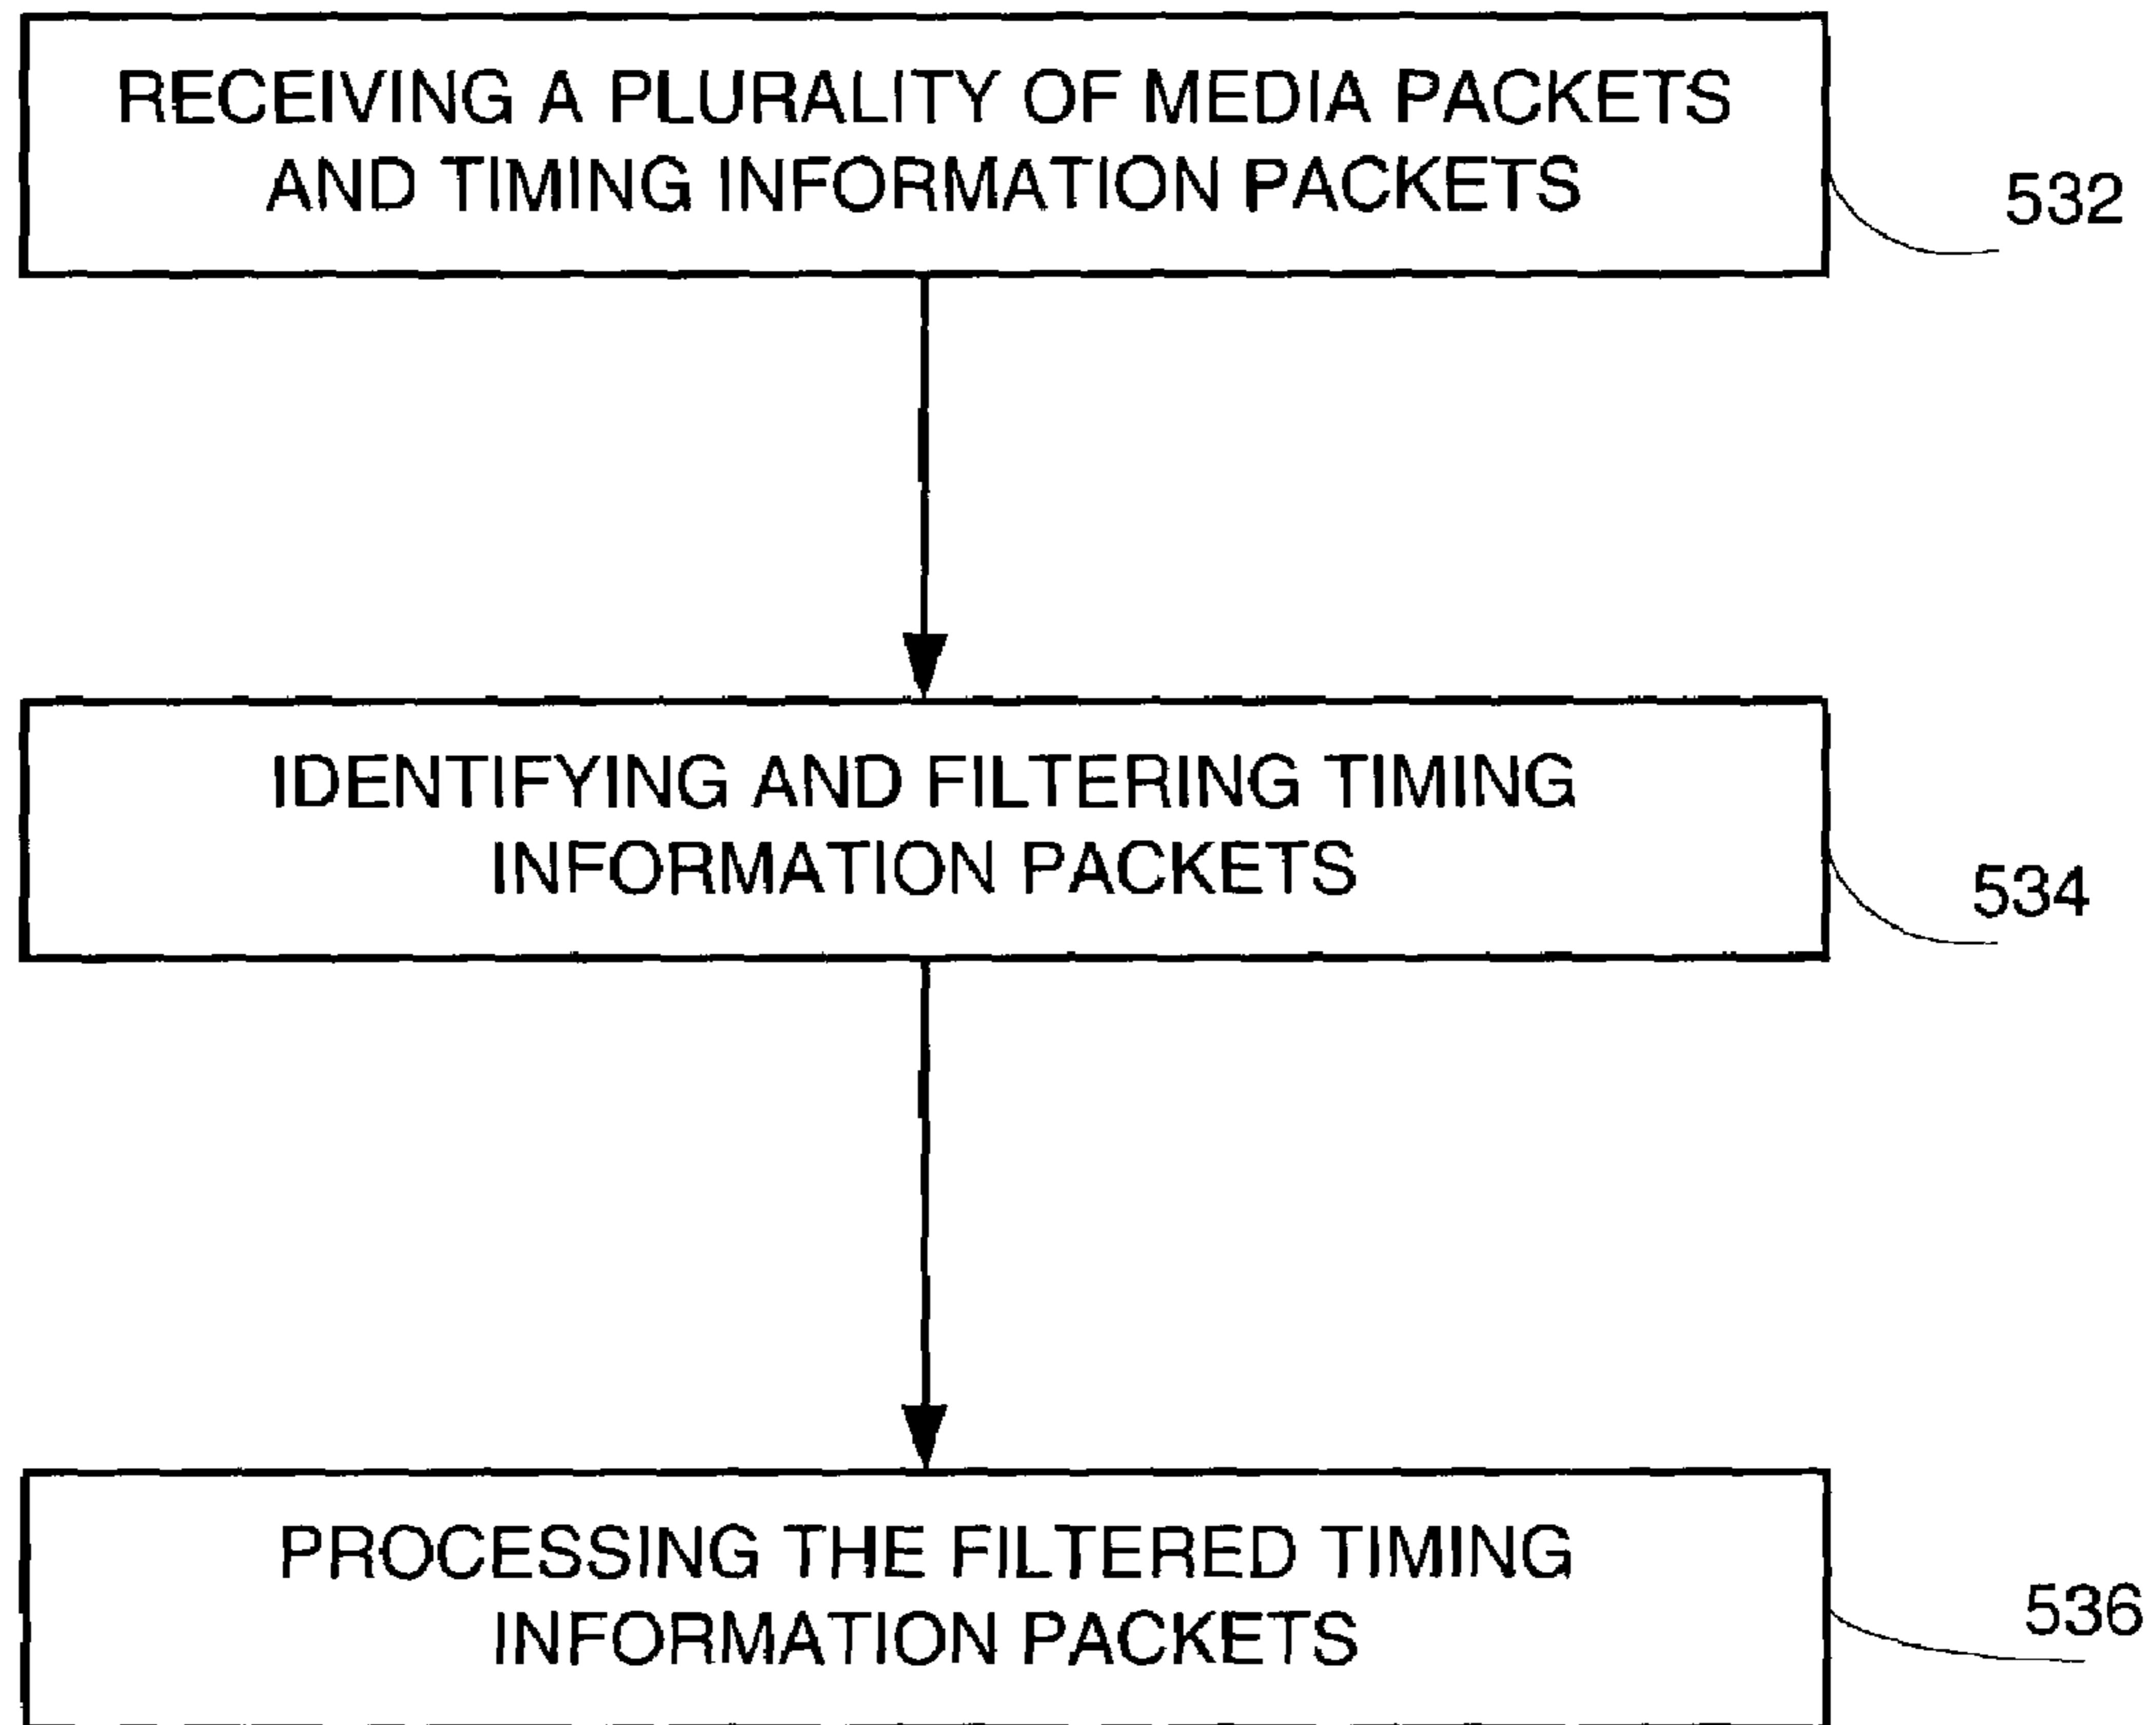 RECEIVING A PLURALITY OF MEDIA PACKETS
AND TIMING INFORMATION PACKETS
532
IDENTIFYING AND FILTERING TIMING
INFORMATION PACKETS
534
PROCESSING THE FILTERED TIMING
INFORMATION PACKETS
536